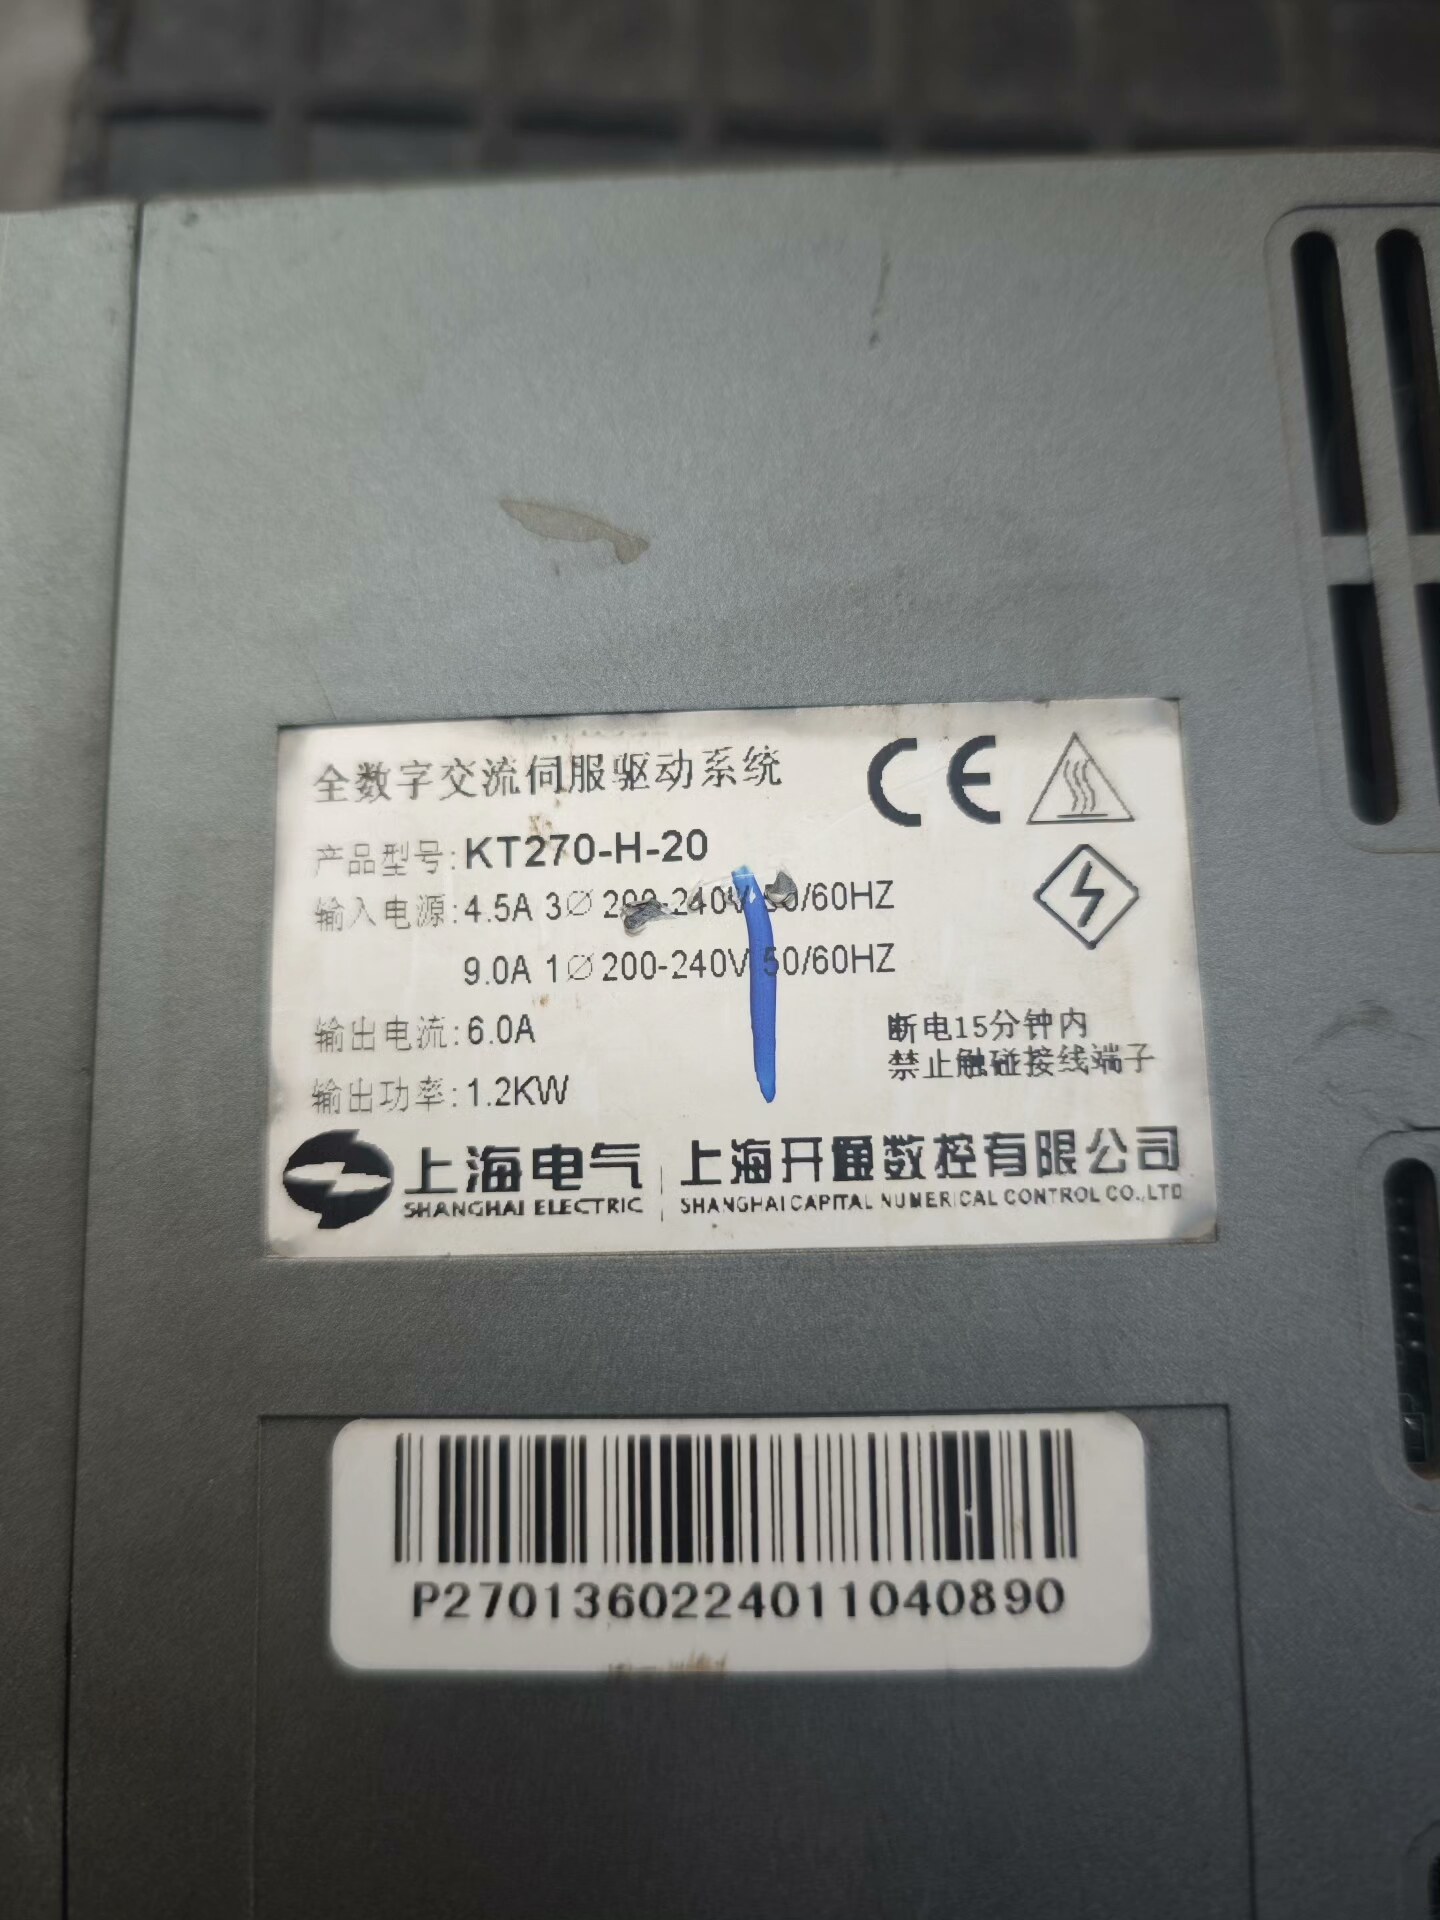 全数字交流伺服驱动系统
CE
产品型号:KT270-H-20
输入电源:4.5A 3∅ 200-240V 50/60HZ
9.0A 1∅ 200-240V 50/60HZ
输出电流:6.0A
断电15分钟内
禁止触碰接线端子
输出功率:1.2KW
上海电气
SHANGHAI ELECTRIC
上海开通数控有限公司
SHANGHAI CAPITAL NUMERICAL CONTROL CO.,LTD
P270136022401104 0890